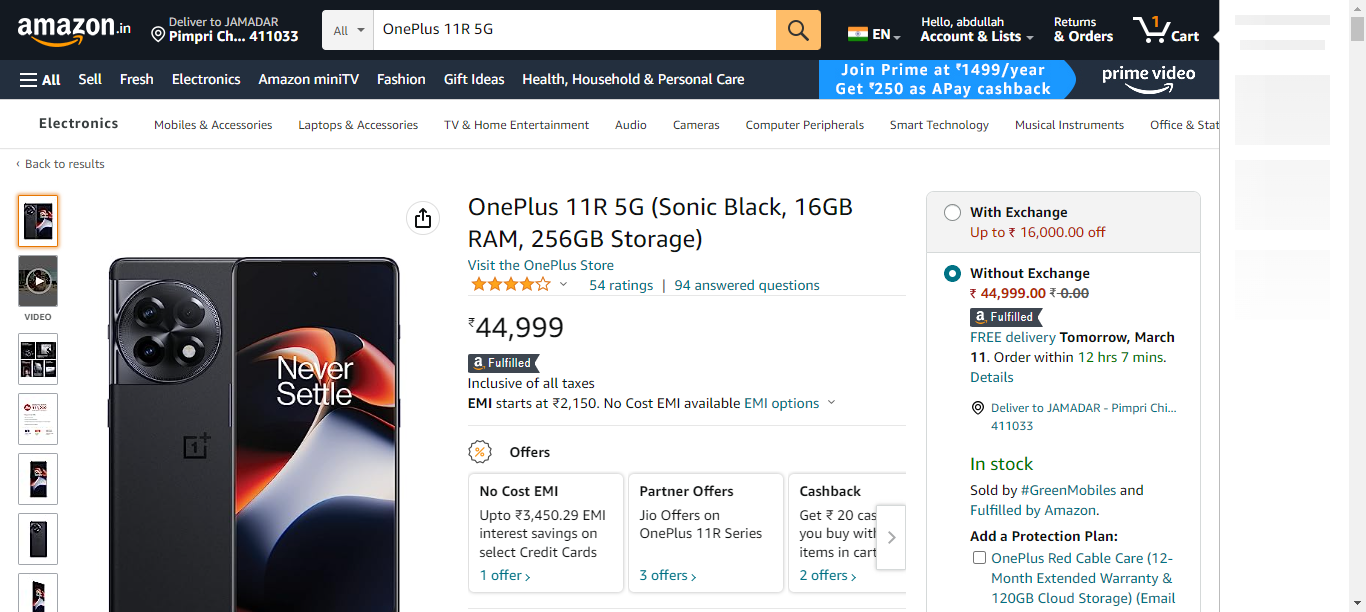 amazon.in
Deliver to JAMADAR
Pimpri Ch... 411033
All
OnePlus 11R 5G
EN
Hello, abdullah
Account & Lists
Returns
& Orders
1
Cart
All
Sell
Fresh
Electronics
Amazon miniTV
Fashion
Gift Ideas
Health, Household & Personal Care
Join Prime at ₹1499/year
Get ₹250 as APay cashback
prime video
Electronics
Mobiles & Accessories
Laptops & Accessories
TV & Home Entertainment
Audio
Cameras
Computer Peripherals
Smart Technology
Musical Instruments
Office & Stat
‹ Back to results
VIDEO
Never
Settle
1+
OnePlus 11R 5G (Sonic Black, 16GB
RAM, 256GB Storage)
Visit the OnePlus Store
54 ratings | 94 answered questions
₹44,999
a Fulfilled
Inclusive of all taxes
EMI starts at ₹2,150. No Cost EMI available EMI options
Offers
No Cost EMI
Upto ₹3,450.29 EMI
interest savings on
select Credit Cards
1 offer ›
Partner Offers
Jio Offers on
OnePlus 11R Series
3 offers ›
Cashback
Get ₹ 20 cas
you buy with
items in cart
2 offers ›
With Exchange
Up to ₹ 16,000.00 off
Without Exchange
₹ 44,999.00 ₹ 0.00
a Fulfilled
FREE delivery Tomorrow, March
11. Order within 12 hrs 7 mins.
Details
Deliver to JAMADAR - Pimpri Chi...
411033
In stock
Sold by #GreenMobiles and
Fulfilled by Amazon.
Add a Protection Plan:
OnePlus Red Cable Care (12-
Month Extended Warranty &
120GB Cloud Storage) (Email